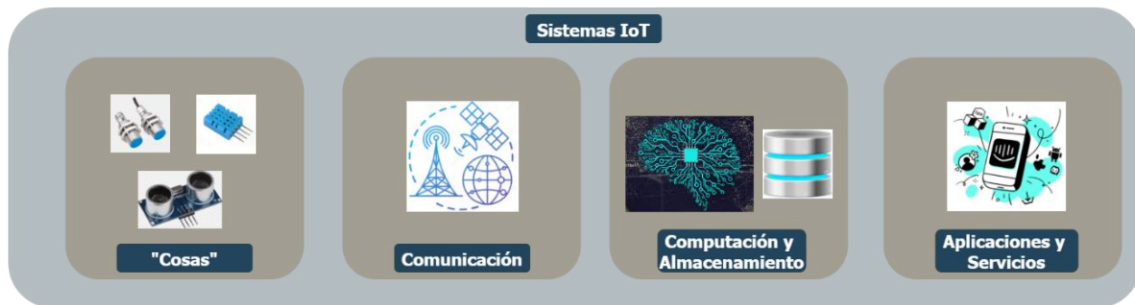 Sistemas IoT
"Cosas"
Comunicación
Computación y
Almacenamiento
Aplicaciones y
Servicios